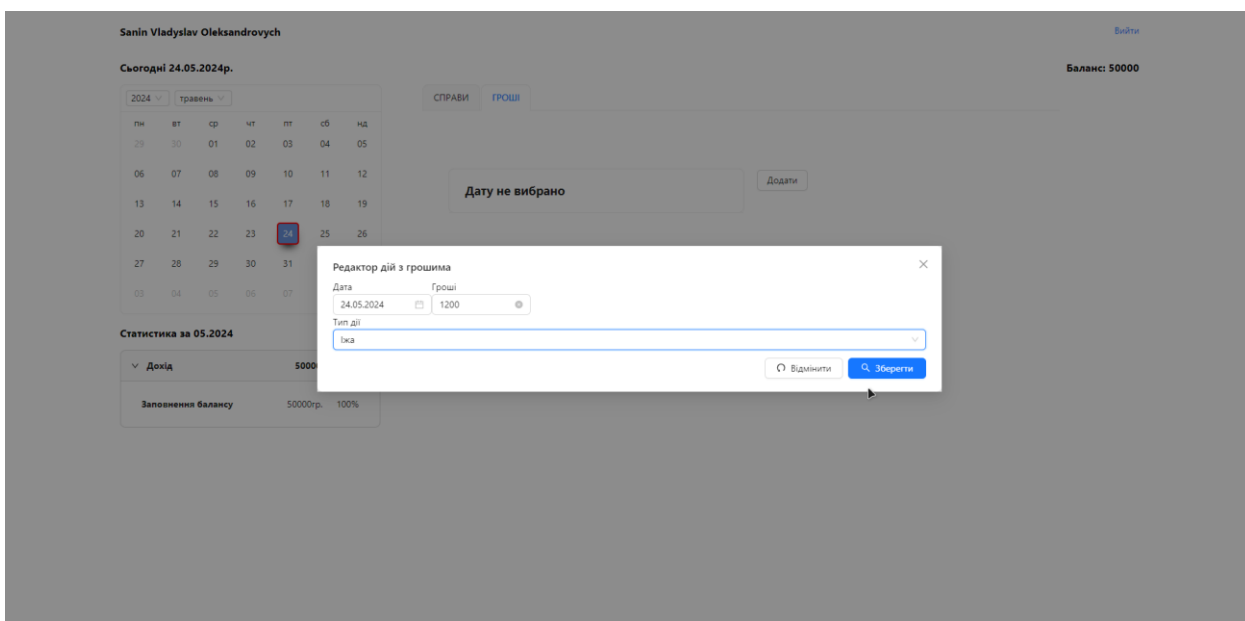 Sanin Vladyslav Oleksandrovych Вийти
Сьогодні 24.05.2024р. Баланс: 50000
2024 травень СПРАВИ ГРОШІ
пн вт ср чт пт сб нд
29 30 01 02 03 04 05
06 07 08 09 10 11 12
Дату не вибрано Додати
13 14 15 16 17 18 19
20 21 22 23 24 25 26
27 28 29 30 31
03 04 05 06 07
Редактор дій з грошима
Дата Гроші
24.05.2024 1200
Тип дії
Їжа
Відмінити Зберегти
Статистика за 05.2024
Дохід 5000
Заповнення балансу 50000гр. 100%